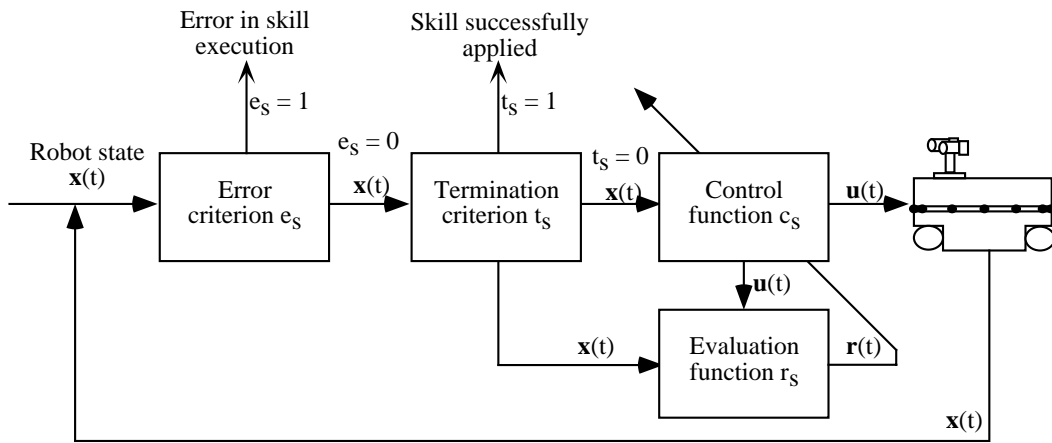 Error in skill
execution
Skill successfully
applied
e_s = 1
t_s = 1
Robot state
x(t)
e_s = 0
t_s = 0
Error
criterion e_s
x(t)
Termination
criterion t_s
x(t)
Control
function c_s
u(t)
u(t)
x(t)
Evaluation
function r_s
r(t)
x(t)